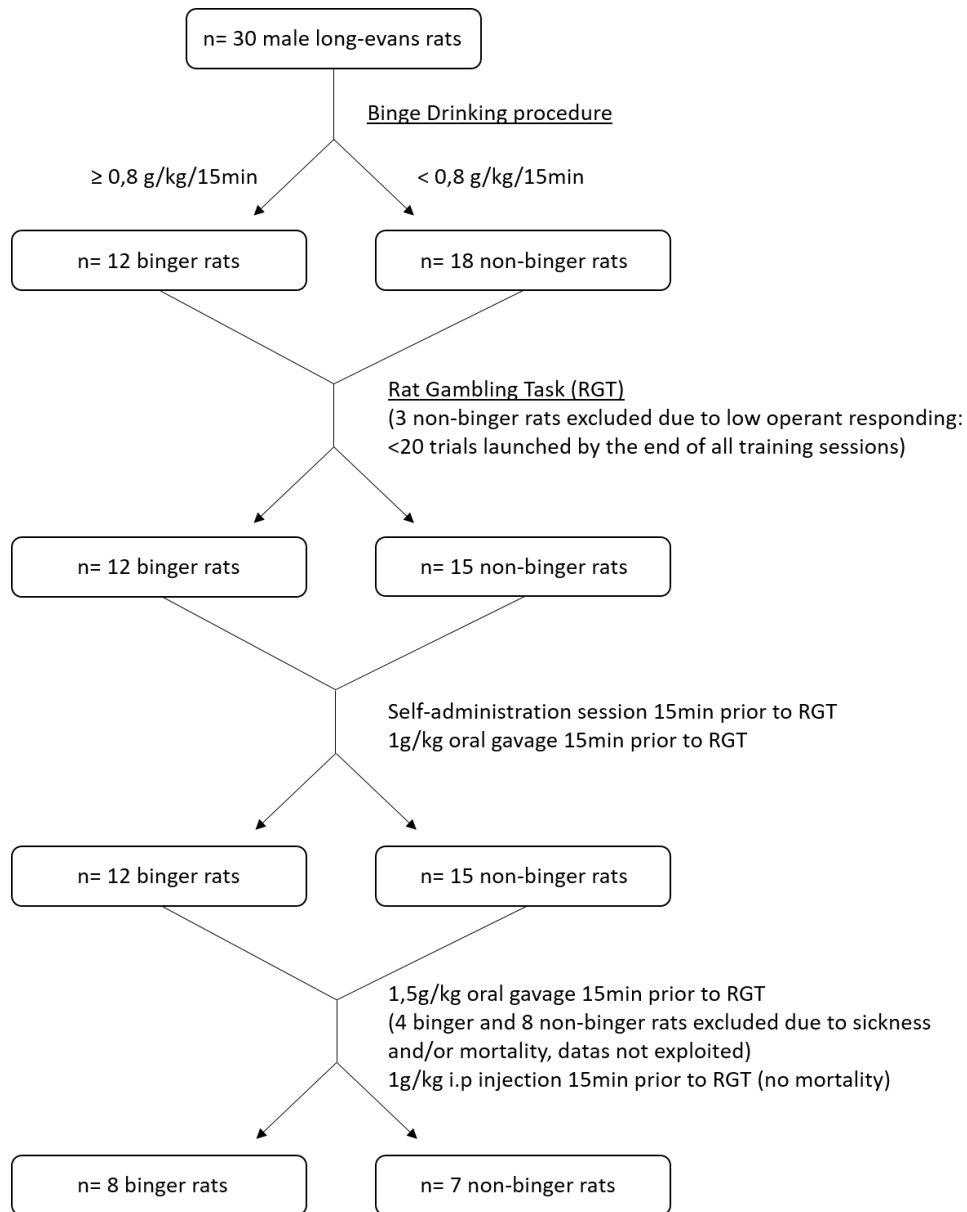 n= 30 male long-evans rats
Binge Drinking procedure
≥ 0,8 g/kg/15min
< 0,8 g/kg/15min
n= 12 binger rats
n= 18 non-binger rats
Rat Gambling Task (RGT)
(3 non-binger rats excluded due to low operant responding:
<20 trials launched by the end of all training sessions)
n= 12 binger rats
n= 15 non-binger rats
Self-administration session 15min prior to RGT
1g/kg oral gavage 15min prior to RGT
n= 12 binger rats
n= 15 non-binger rats
1,5g/kg oral gavage 15min prior to RGT
(4 binger and 8 non-binger rats excluded due to sickness
and/or mortality, datas not exploited)
1g/kg i.p injection 15min prior to RGT (no mortality)
n= 8 binger rats
n= 7 non-binger rats